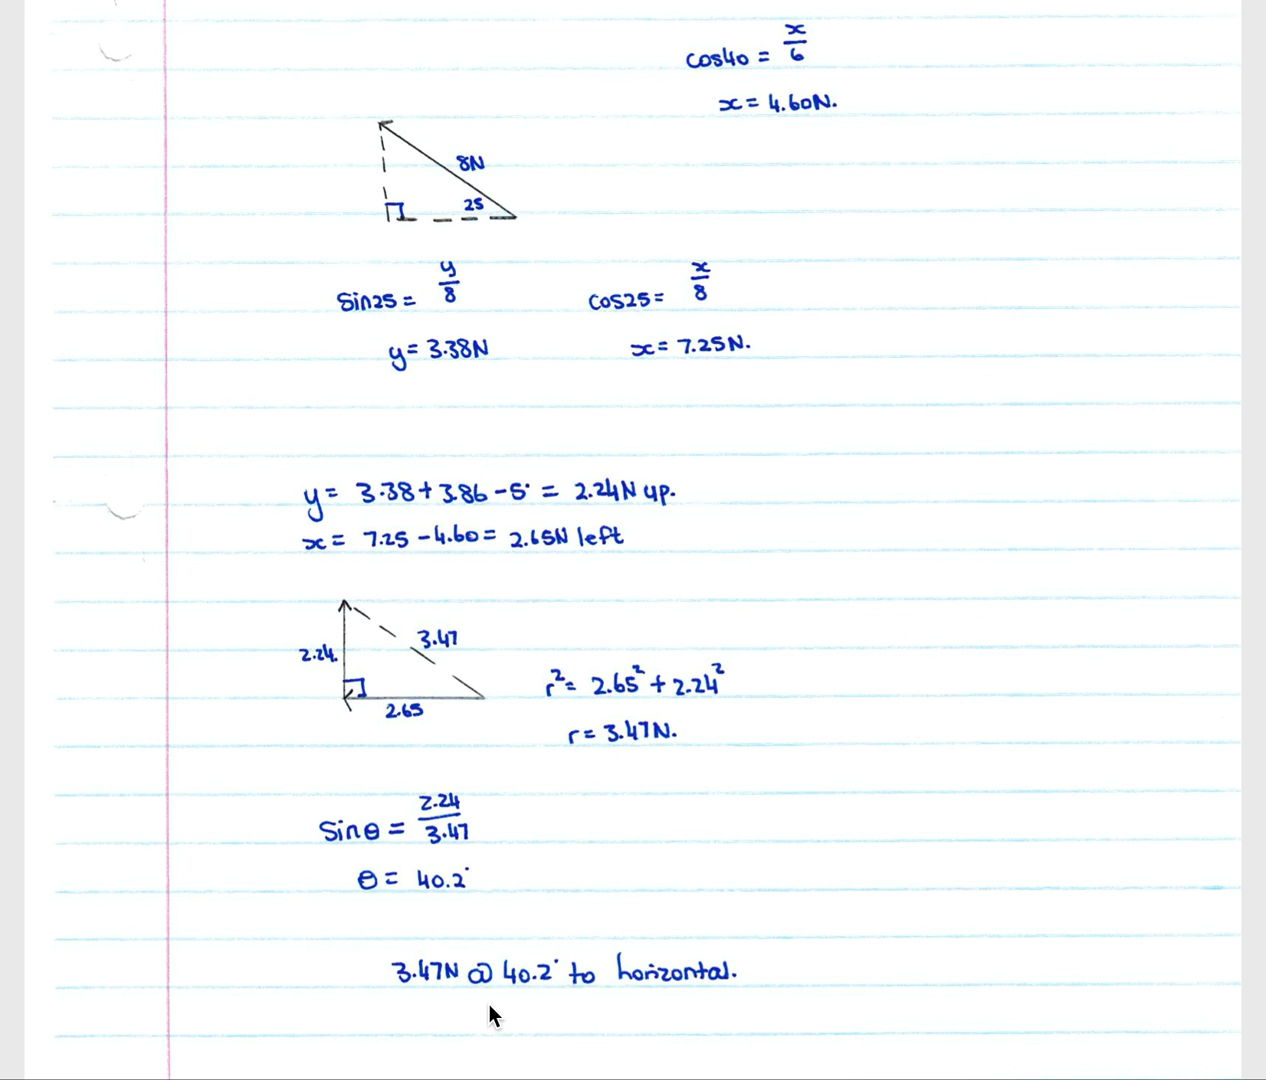 cos40 = x/6
x = 4.60N.
8N
25
Sin25 = y/8
cos25 = x/8
y = 3.38N
x = 7.25N.
y = 3.38 + 3.86 - 5 = 2.24N up.
x = 7.25 - 4.60 = 2.65N left
2.24.
3.47
2.65
r² = 2.65² + 2.24²
r = 3.47N.
Sinθ = 2.24/3.47
θ = 40.2°
3.47N @ 40.2° to horizontal.